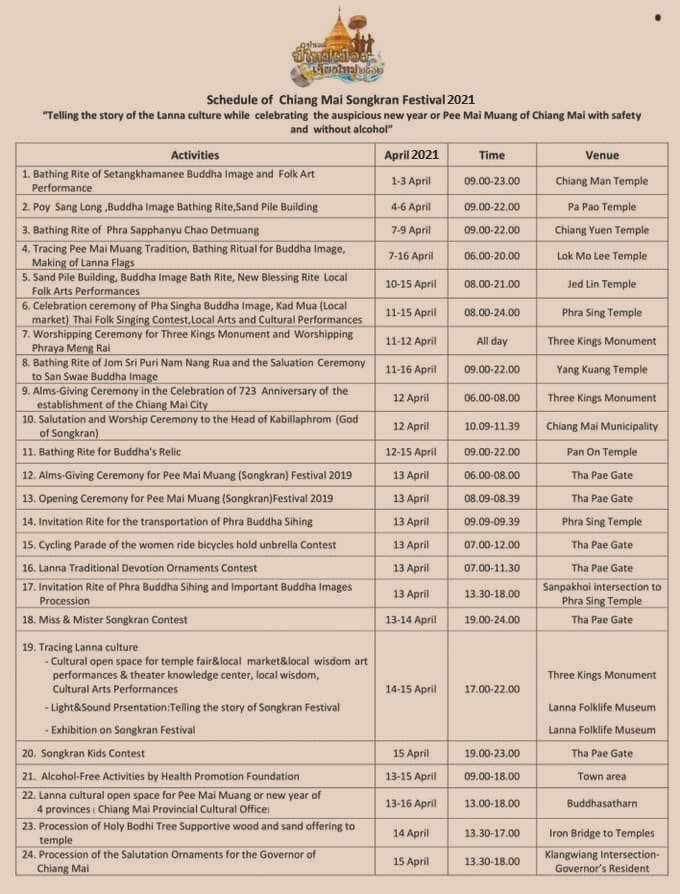 ปีใหม่เมือง
Schedule of Chiang Mai Songkran Festival 2021
"Telling the story of the Lanna culture while celebrating the auspicious new year or Pee Mai Muang of Chiang Mai with safety
and without alcohol"
Activities April 2021 Time Venue
1. Bathing Rite of Setangkhamanee Buddha Image and Folk Art
Performance 1-3 April 09.00-23.00 Chiang Man Temple
2. Poy Sang Long ,Buddha Image Bathing Rite,Sand Pile Building 4-6 April 09.00-22.00 Pa Pao Temple
3. Bathing Rite of Phra Sapphanyu Chao Detmuang 7-9 April 09.00-22.00 Chiang Yuen Temple
4. Tracing Pee Mai Muang Tradition, Bathing Ritual for Buddha Image,
Making of Lanna Flags 7-16 April 06.00-20.00 Lok Mo Lee Temple
5. Sand Pile Building, Buddha Image Bath Rite, New Blessing Rite Local
Folk Arts Performances 10-15 April 08.00-21.00 Jed Lin Temple
6. Celebration ceremony of Pha Singha Buddha Image, Kad Mua (Local
market) Thai Folk Singing Contest,Local Arts and Cultural Performances 11-15 April 08.00-24.00 Phra Sing Temple
7. Worshipping Ceremony for Three Kings Monument and Worshipping
Phraya Meng Rai 11-12 April All day Three Kings Monument
8. Bathing Rite of Jom Sri Puri Nam Nang Rua and the Saluation Ceremony
to San Swae Buddha Image 11-16 April 09.00-22.00 Yang Kuang Temple
9. Alms-Giving Ceremony in the Celebration of 723 Anniversary of the
establishment of the Chiang Mai City 12 April 06.00-08.00 Three Kings Monument
10. Salutation and Worship Ceremony to the Head of Kabillaphrom (God
of Songkran) 12 April 10.09-11.39 Chiang Mai Municipality
11. Bathing Rite for Buddha's Relic 12-15 April 09.00-22.00 Pan On Temple
12. Alms-Giving Ceremony for Pee Mai Muang (Songkran) Festival 2019 13 April 06.00-08.00 Tha Pae Gate
13. Opening Ceremony for Pee Mai Muang (Songkran)Festival 2019 13 April 08.09-08.39 Tha Pae Gate
14. Invitation Rite for the transportation of Phra Buddha Sihing 13 April 09.09-09.39 Phra Sing Temple
15. Cycling Parade of the women ride bicycles hold unbrella Contest 13 April 07.00-12.00 Tha Pae Gate
16. Lanna Traditional Devotion Ornaments Contest 13 April 07.00-11.30 Tha Pae Gate
17. Invitation Rite of Phra Buddha Sihing and Important Buddha Images
Procession 13 April 13.30-18.00 Sanpakhoi intersection to
Phra Sing Temple
18. Miss & Mister Songkran Contest 13-14 April 19.00-24.00 Tha Pae Gate
19. Tracing Lanna culture
- Cultural open space for temple fair&local market&local wisdom art
performances & theater knowledge center, local wisdom, Three Kings Monument
Cultural Arts Performances 14-15 April 17.00-22.00
- Light&Sound Prsentation:Telling the story of Songkran Festival Lanna Folklife Museum
- Exhibition on Songkran Festival Lanna Folklife Museum
20. Songkran Kids Contest 15 April 19.00-23.00 Tha Pae Gate
21. Alcohol-Free Activities by Health Promotion Foundation 13-15 April 09.00-18.00 Town area
22. Lanna cultural open space for Pee Mai Muang or new year of
4 provinces ( Chiang Mai Provincial Cultural Office) 13-16 April 13.00-18.00 Buddhasatharn
23. Procession of Holy Bodhi Tree Supportive wood and sand offering to
temple 14 April 13.30-17.00 Iron Bridge to Temples
24. Procession of the Salutation Ornaments for the Governor of
Chiang Mai 15 April 13.30-18.00 Klangwiang Intersection-
Governor's Resident